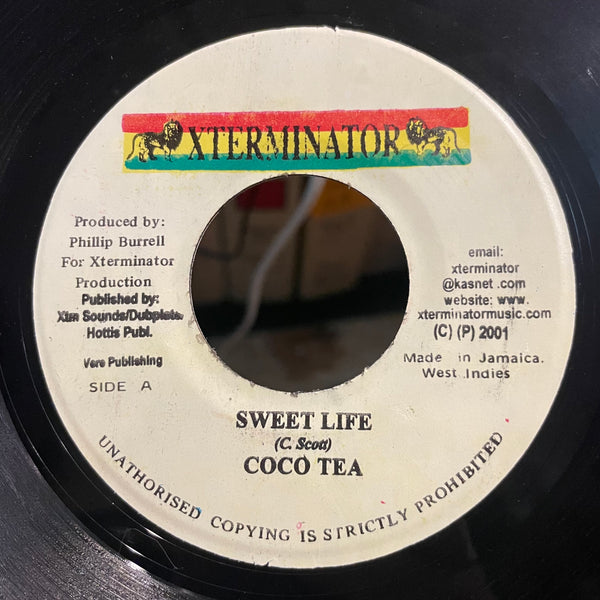 XTERMINATOR
Produced by:
Phillip Burrell
For Xterminator
Production
Published by:
Xtm Sounds/Dubplate
Hottis Publ.
Vere Publishing
SIDE A
email:
xterminator
@kasnet .com
website: www.
xterminatormusic.com
(C) (P) 2001
Made in Jamaica.
West Indies
SWEET LIFE
(C. Scott)
COCO TEA
UNATHORISED COPYING IS STRICTLY PROHIBITED